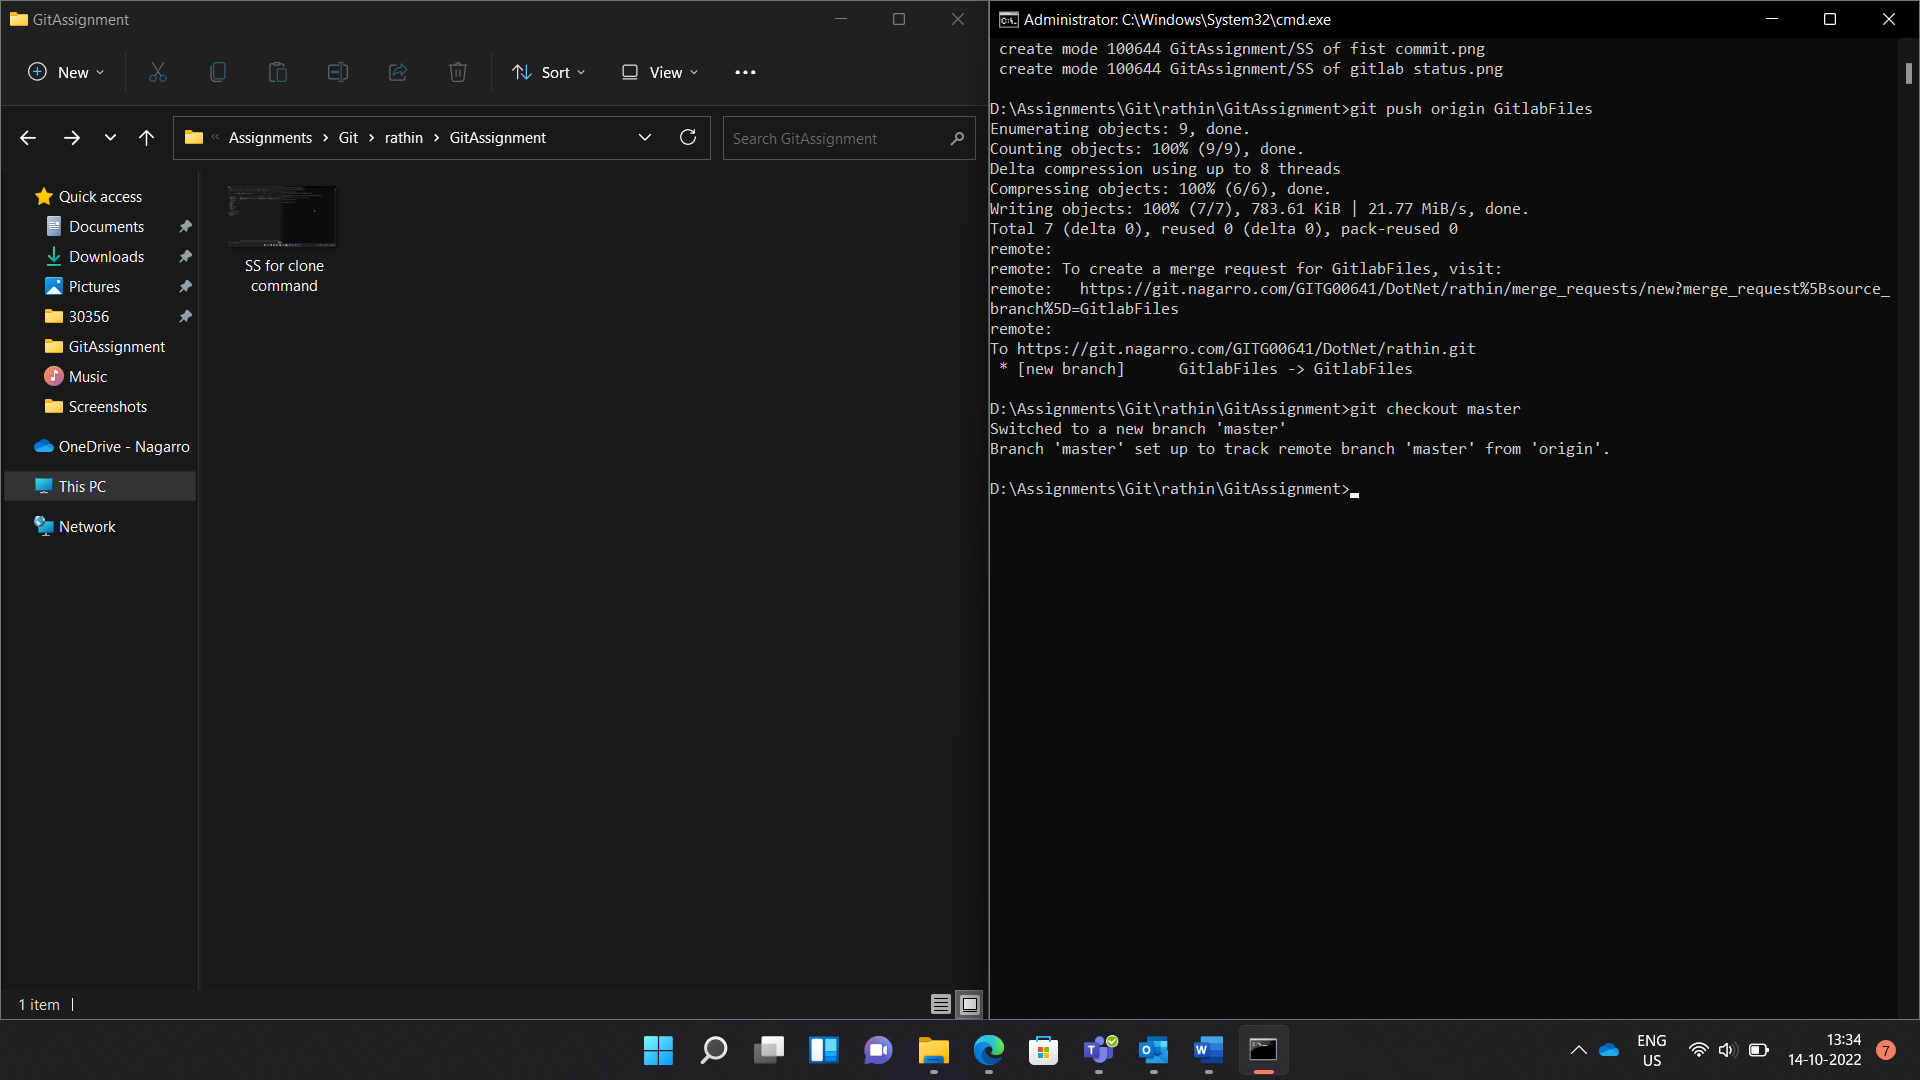 GitAssignment
New
Sort
View
Assignments
Git
rathin
GitAssignment
Search GitAssignment
Quick access
Documents
Downloads
Pictures
30356
GitAssignment
Music
Screenshots
OneDrive - Nagarro
This PC
Network
SS for clone
command
1 item
Administrator: C:\Windows\System32\cmd.exe
create mode 100644 GitAssignment/SS of fist commit.png
create mode 100644 GitAssignment/SS of gitlab status.png
D:\Assignments\Git\rathin\GitAssignment>git push origin GitlabFiles
Enumerating objects: 9, done.
Counting objects: 100% (9/9), done.
Delta compression using up to 8 threads
Compressing objects: 100% (6/6), done.
Writing objects: 100% (7/7), 783.61 KiB | 21.77 MiB/s, done.
Total 7 (delta 0), reused 0 (delta 0), pack-reused 0
remote:
remote: To create a merge request for GitlabFiles, visit:
remote:   https://git.nagarro.com/GITG00641/DotNet/rathin/merge_requests/new?merge_request%5Bsource_
branch%5D=GitlabFiles
remote:
To https://git.nagarro.com/GITG00641/DotNet/rathin.git
 * [new branch]      GitlabFiles -> GitlabFiles
D:\Assignments\Git\rathin\GitAssignment>git checkout master
Switched to a new branch 'master'
Branch 'master' set up to track remote branch 'master' from 'origin'.
D:\Assignments\Git\rathin\GitAssignment>
ENG
US
13:34
14-10-2022
7